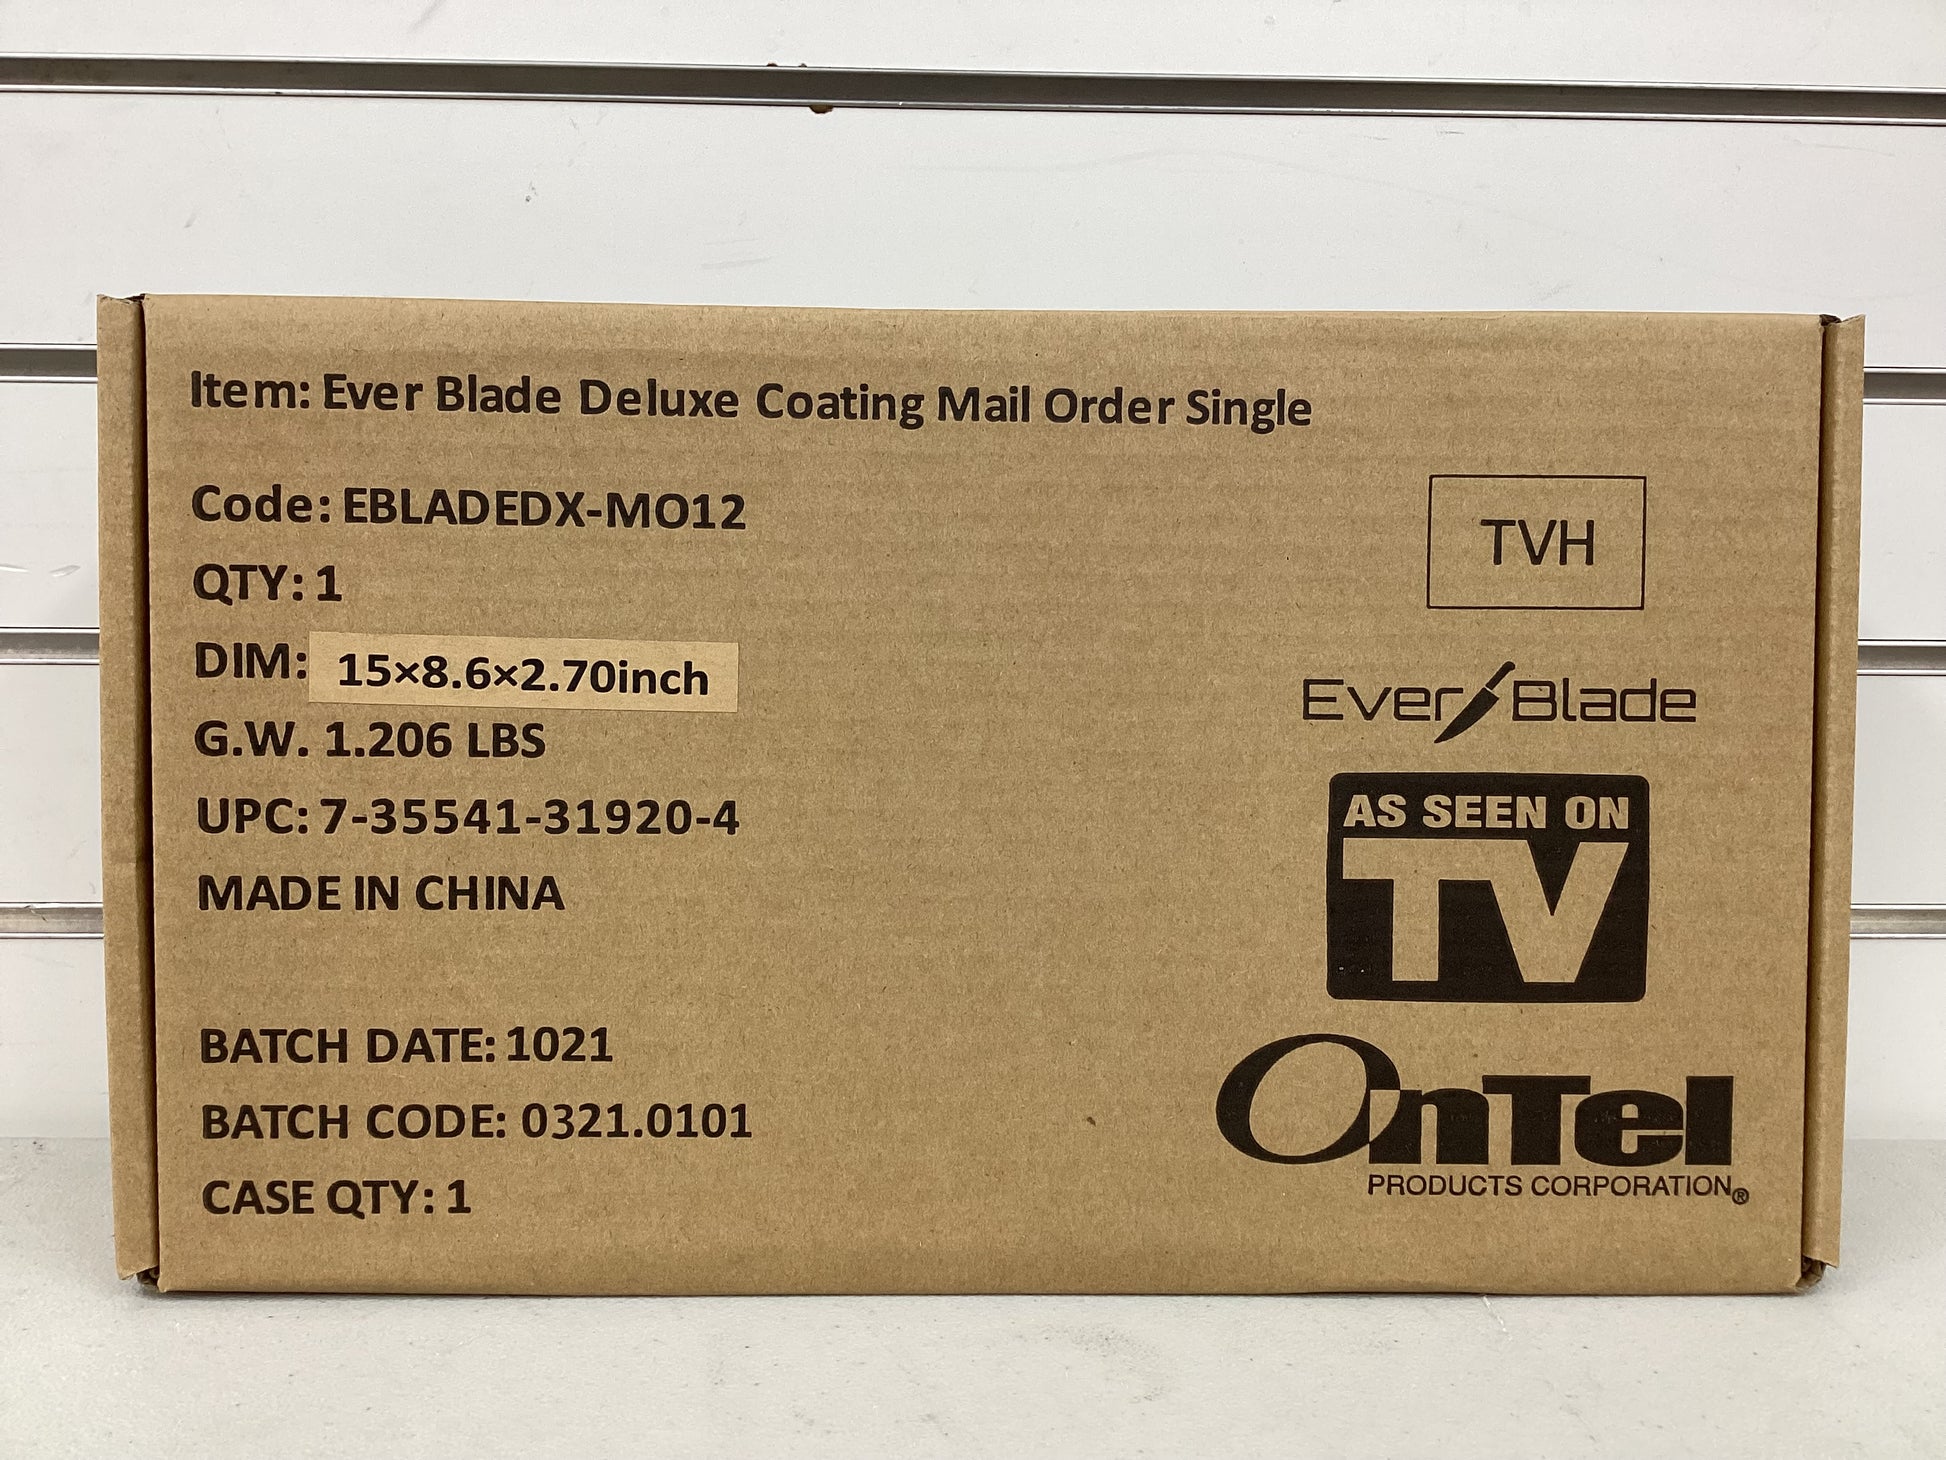 Item: Ever Blade Deluxe Coating Mail Order Single
Code: EBLADEDX-MO12
QTY: 1
DIM: 15×8.6×2.70inch
G.W. 1.206 LBS
UPC: 7-35541-31920-4
MADE IN CHINA
BATCH DATE: 1021
BATCH CODE: 0321.0101
CASE QTY: 1
TVH
Ever Blade
AS SEEN ON
TV
OnTel
PRODUCTS CORPORATION®